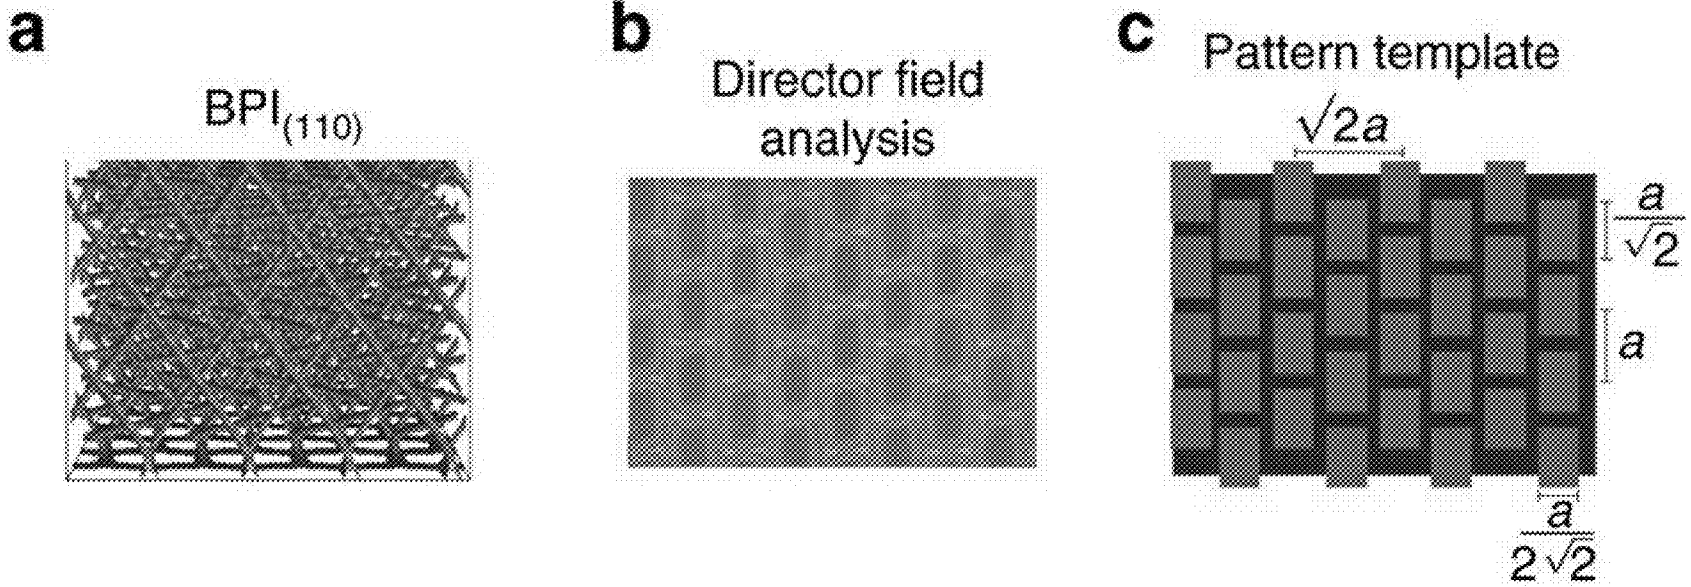 a
BPI(110)
b
Director field
analysis
c
Pattern template
√2a
a
√2
a
a
2√2